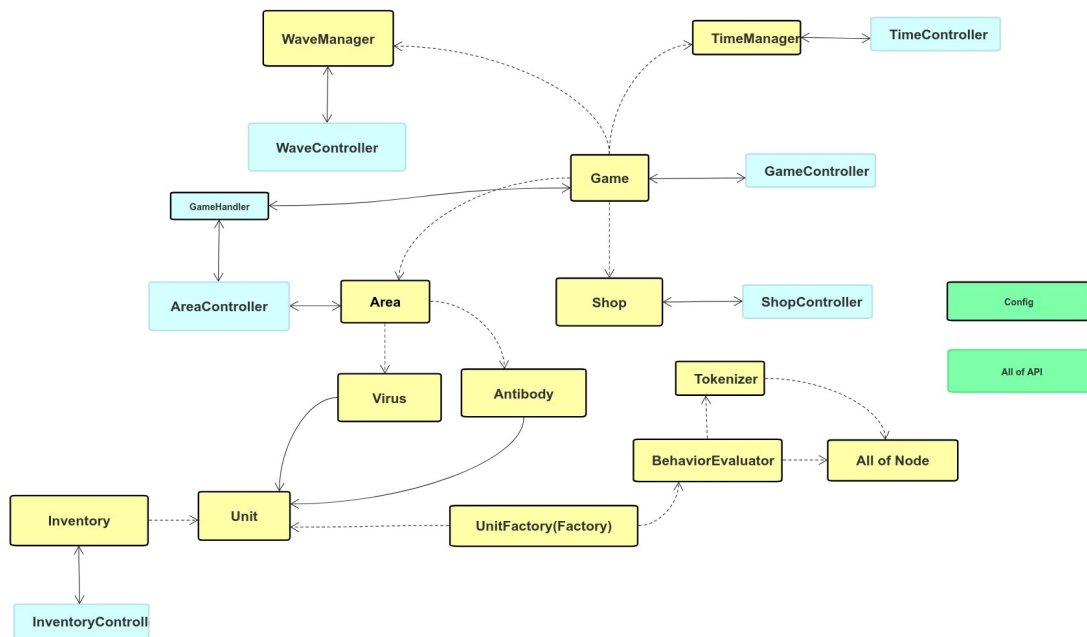 WaveManager
TimeManager
TimeController
WaveController
Game
GameController
GameHandler
AreaController
Area
Shop
ShopController
Config
Virus
Antibody
Tokenizer
All of API
BehaviorEvaluator
All of Node
Inventory
Unit
UnitFactory(Factory)
InventoryControll